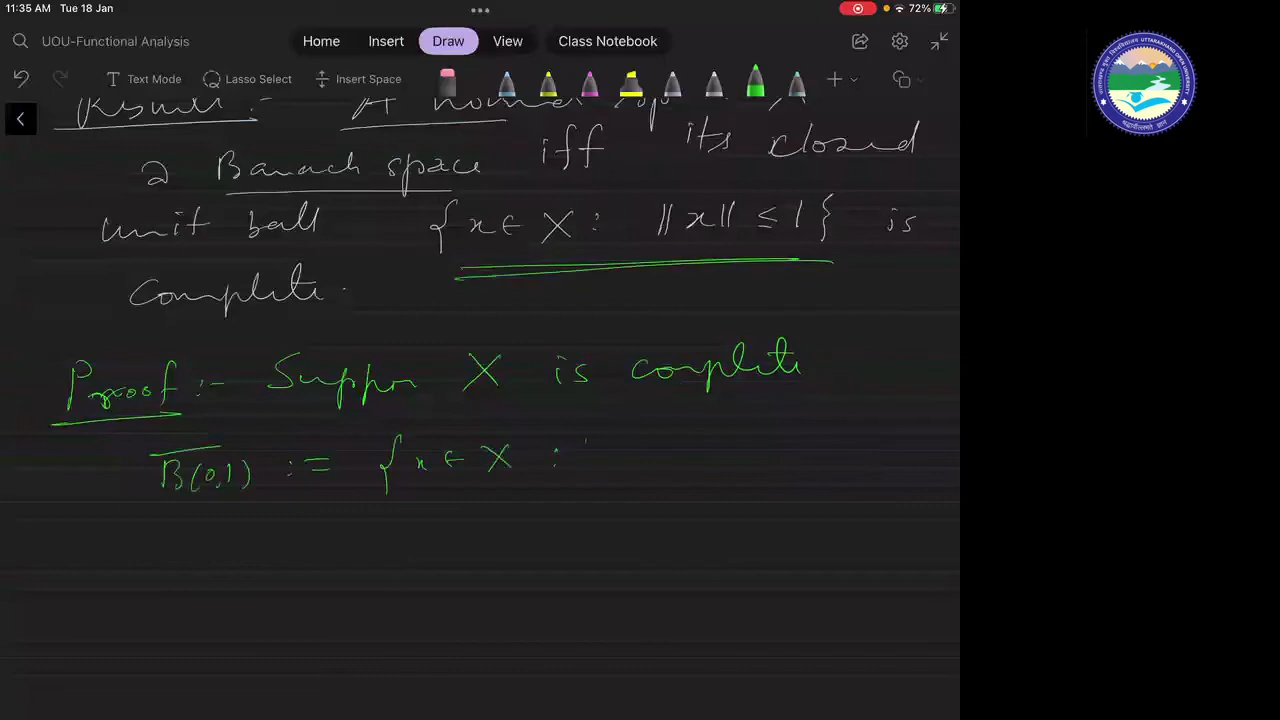 11:35 AM Tue 18 Jan
72%
UOU-Functional Analysis
Home Insert Draw View Class Notebook
Text Mode Lasso Select Insert Space
A
a Banach space iff its closed
unit ball {x ∈ X : ||x|| ≤ 1} is
complete.
Proof :- Suppose X is complete
\overline{B(0,1)} := {x ∈ X :